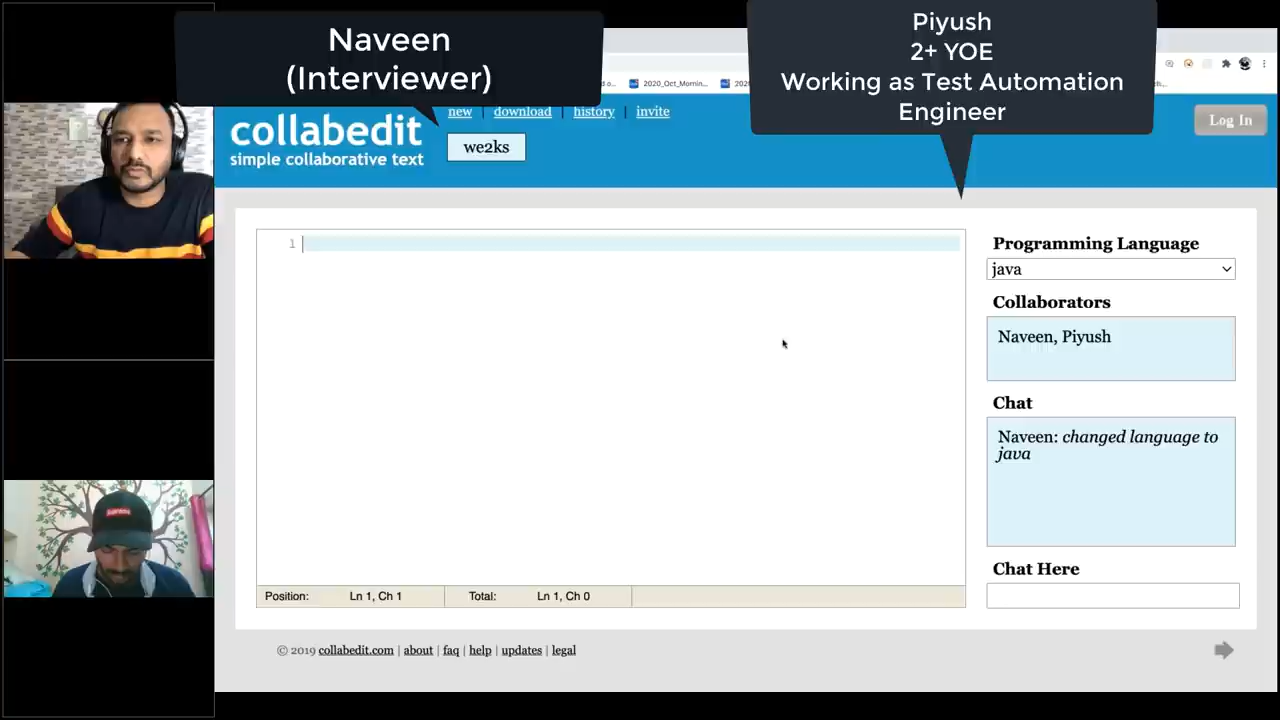 Naveen
(Interviewer)
Piyush
2+ YOE
Working as Test Automation
Engineer
2020_Oct_Mornin...
new | download | history | invite
collabedit
simple collaborative text
we2ks
Log In
1
Programming Language
java
Collaborators
Naveen, Piyush
Chat
Naveen: changed language to
java
Chat Here
Position: Ln 1, Ch 1 Total: Ln 1, Ch 0
© 2019 collabedit.com | about | faq | help | updates | legal